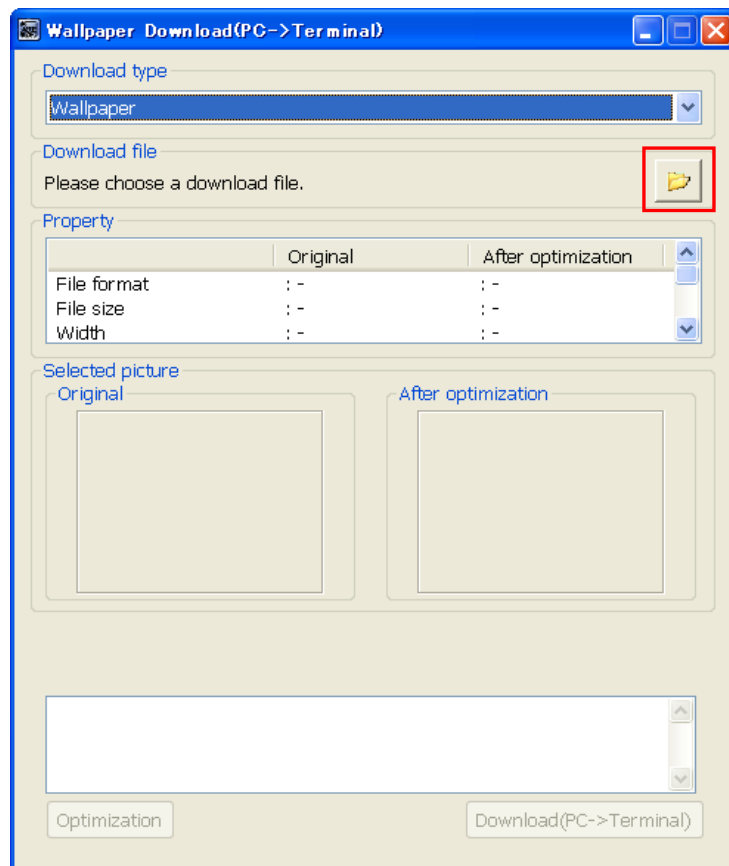 Wallpaper Download(PC->Terminal)
Download type
Wallpaper
Download file
Please choose a download file.
Property
Original After optimization
File format : - : -
File size : - : -
Width : - : -
Selected picture
Original After optimization
Optimization Download(PC->Terminal)